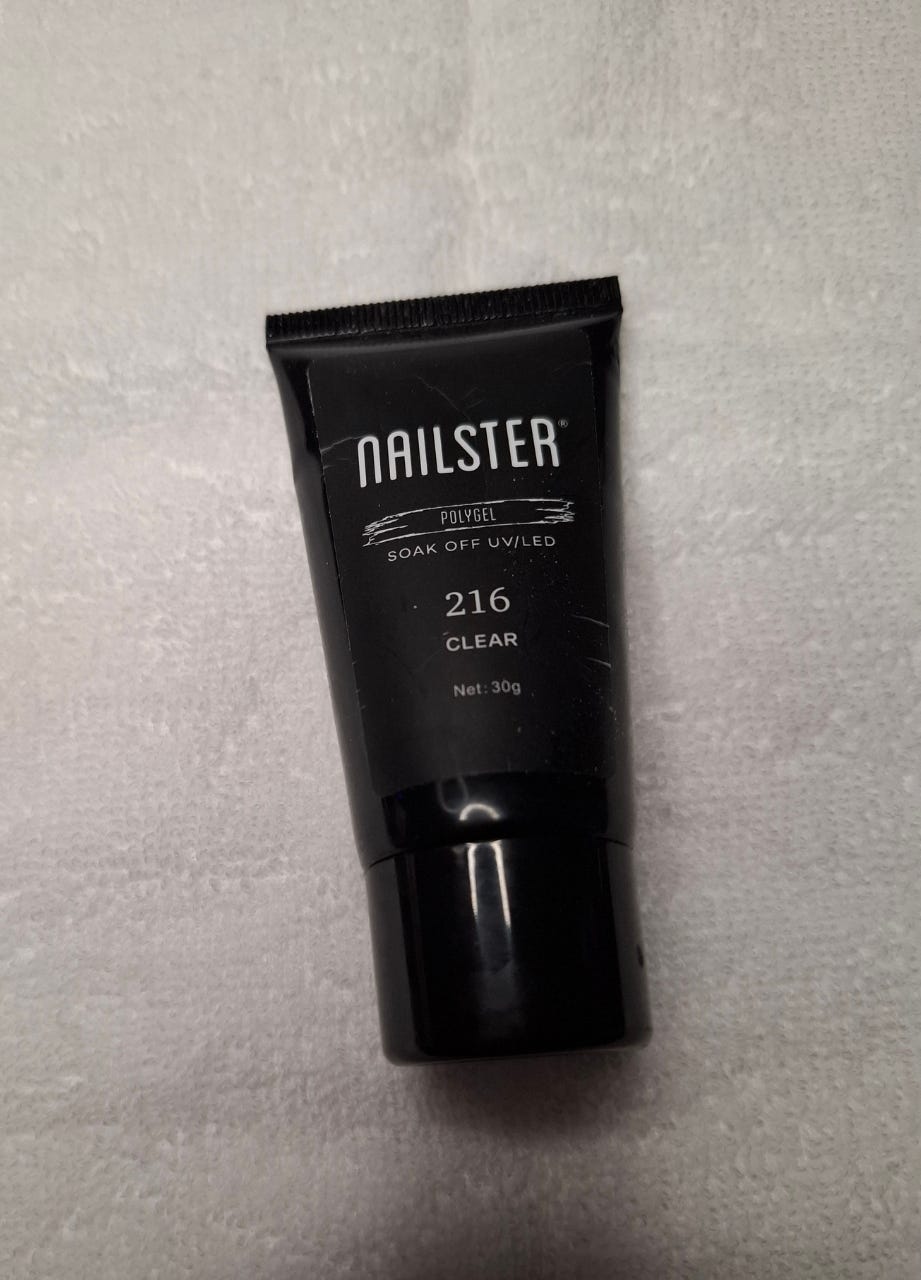 NAILSTER®
POLYGEL
SOAK OFF UV/LED
216
CLEAR
Net: 30g